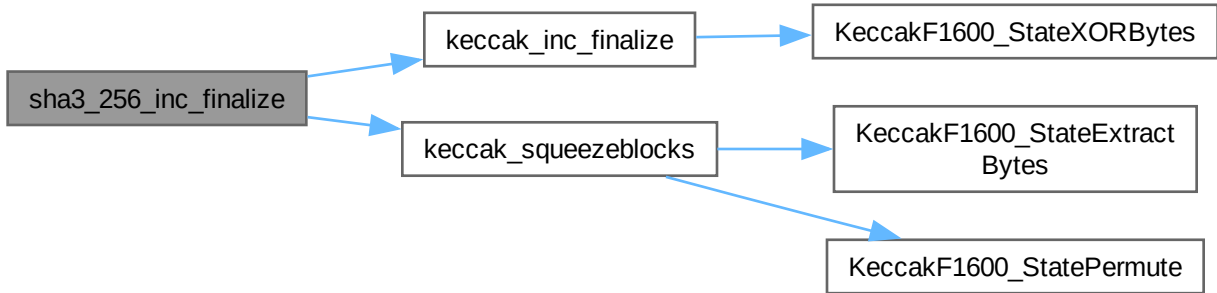 sha3_256_inc_finalize
keccak_inc_finalize
KeccakF1600_StateXORBytes
keccak_squeezeblocks
KeccakF1600_StateExtract
Bytes
KeccakF1600_StatePermute